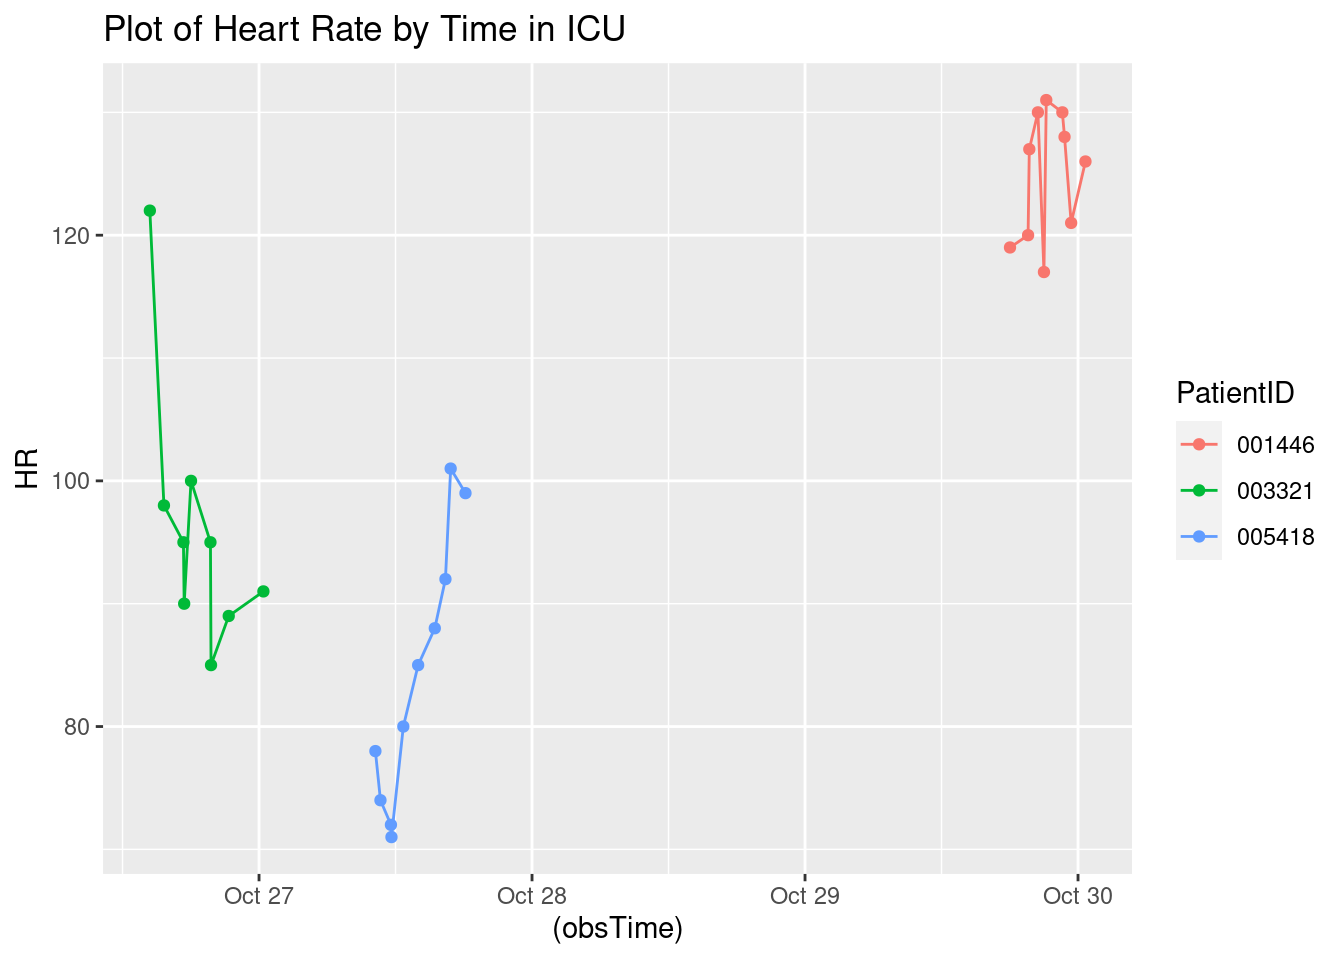 Plot of Heart Rate by Time in ICU
120
100
80
HR
Oct 27
Oct 28
Oct 29
Oct 30
(obsTime)
PatientID
001446
003321
005418